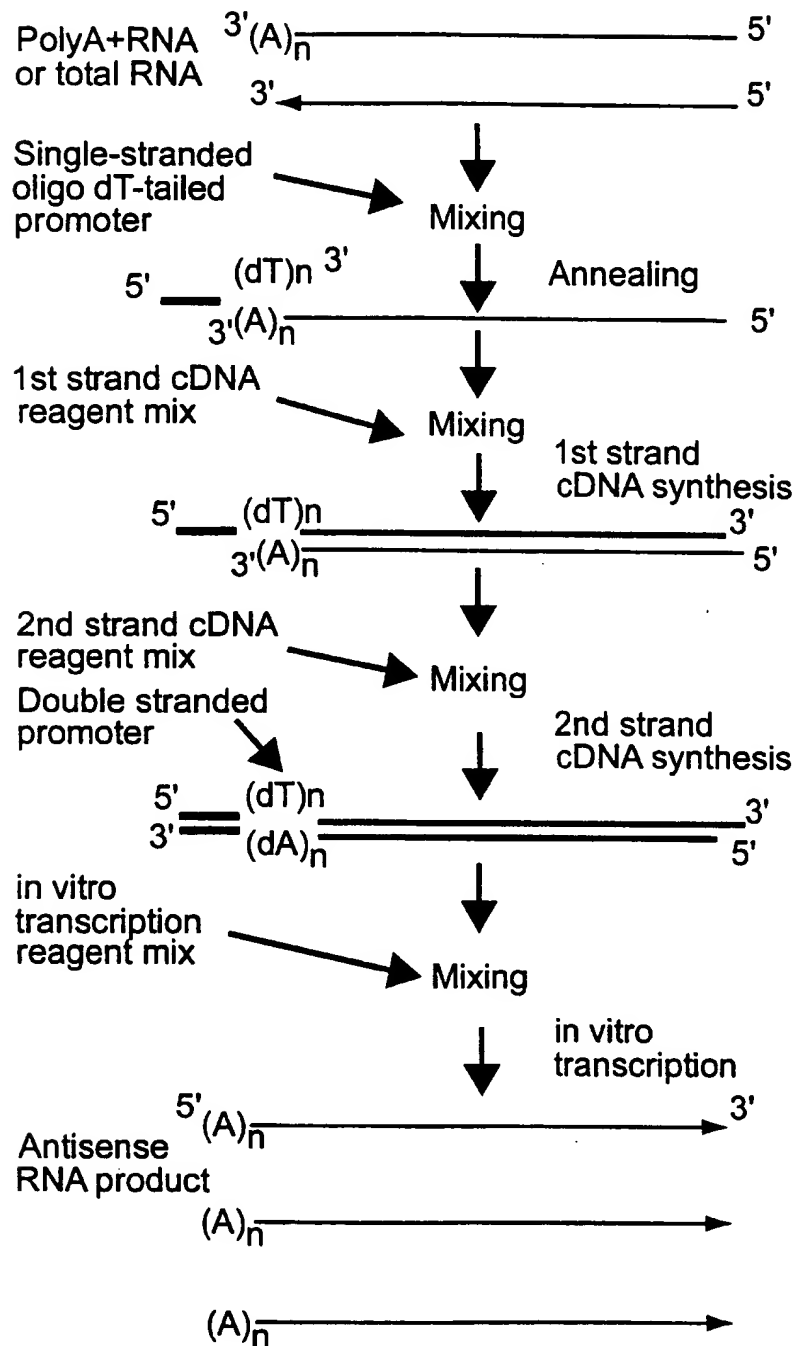 PolyA+RNA
or total RNA
3'(A)n 5'
3' 5'
Single-stranded
oligo dT-tailed
promoter
Mixing
5' (dT)n 3'
Annealing
3'(A)n 5'
1st strand cDNA
reagent mix
Mixing
1st strand
cDNA synthesis
5' (dT)n 3'
3'(A)n 5'
2nd strand cDNA
reagent mix
Mixing
Double stranded
promoter
2nd strand
cDNA synthesis
5' (dT)n 3'
3' (dA)n 5'
in vitro
transcription
reagent mix
Mixing
in vitro
transcription
5'(A)n 3'
Antisense
RNA product
(A)n
(A)n